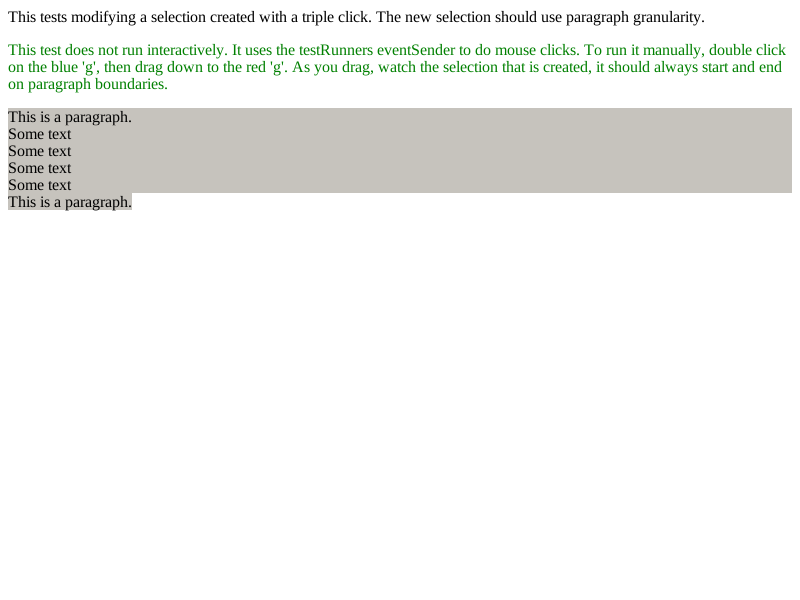 This tests modifying a selection created with a triple click. The new selection should use paragraph granularity.
This test does not run interactively. It uses the testRunners eventSender to do mouse clicks. To run it manually, double click
on the blue 'g', then drag down to the red 'g'. As you drag, watch the selection that is created, it should always start and end
on paragraph boundaries.
This is a paragraph.
Some text
Some text
Some text
Some text
This is a paragraph.